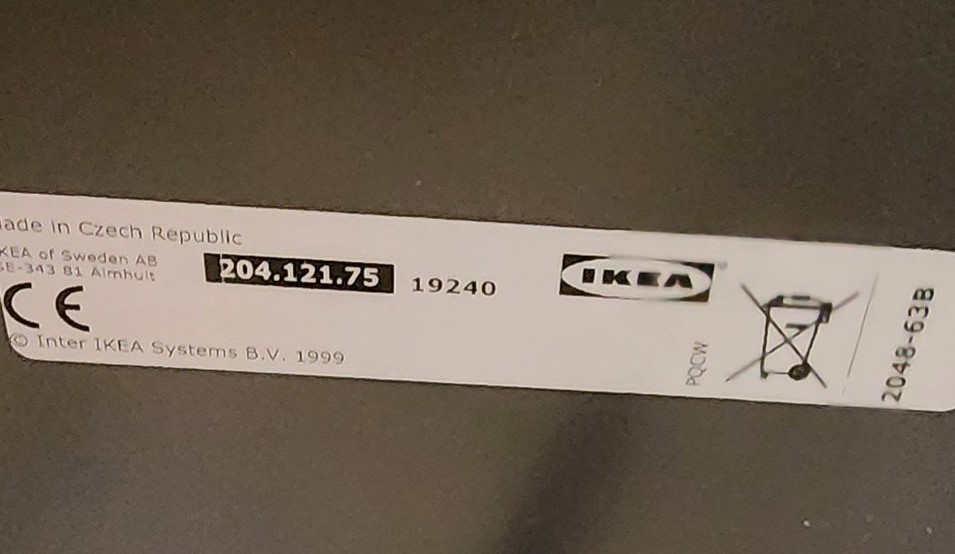 ade in Czech Republic
KEA of Sweden AB
SE-343 81 Älmhult
204.121.75
19240
IKEA
PQCW
2048-63B
CE
© Inter IKEA Systems B.V. 1999